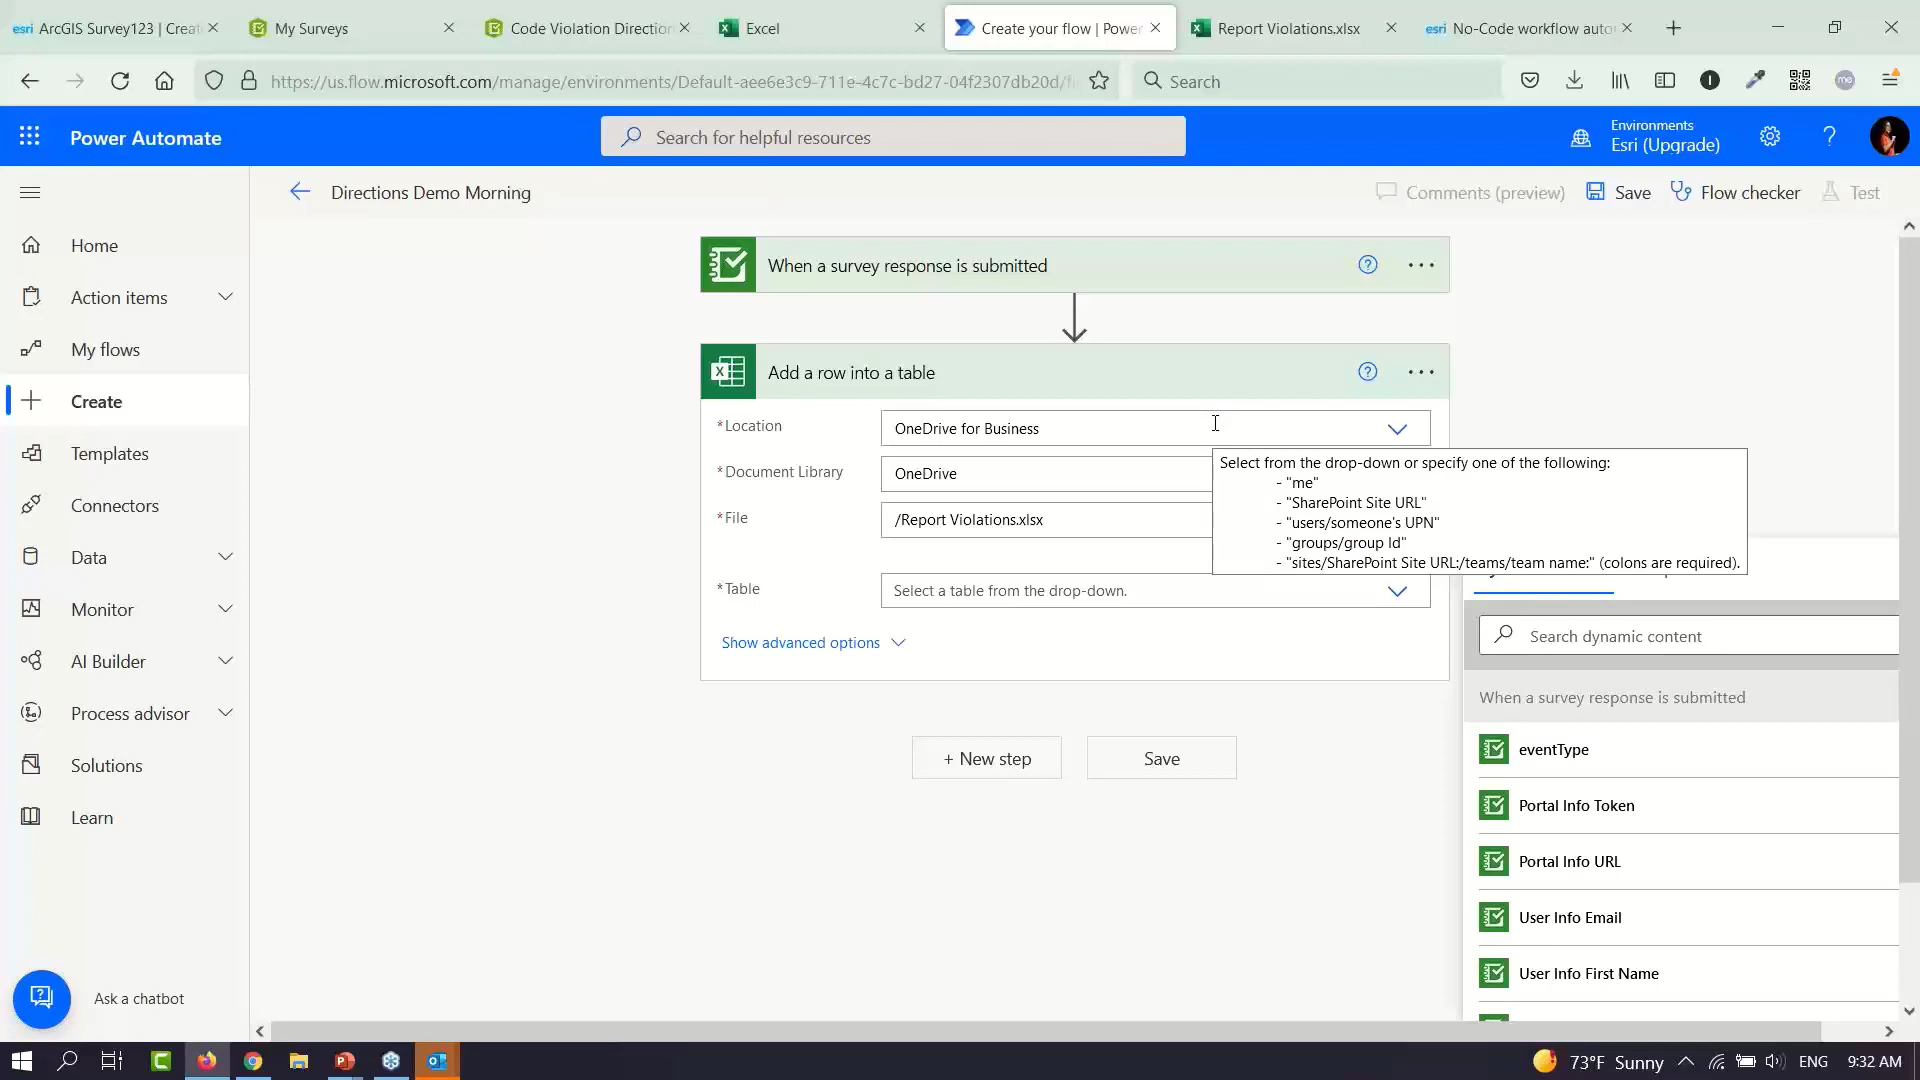 esri ArcGIS Survey123 | Creat
My Surveys
Code Violation Direction
Excel
Create your flow | Power
Report Violations.xlsx
esri No-Code workflow auto
https://us.flow.microsoft.com/manage/environments/Default-aee6e3c9-711e-4c7c-bd27-04f2307db20d/fl
Search
Power Automate
Search for helpful resources
Environments
Esri (Upgrade)
Directions Demo Morning
Comments (preview)
Save
Flow checker
Test
Home
Action items
My flows
Create
Templates
Connectors
Data
Monitor
AI Builder
Process advisor
Solutions
Learn
Ask a chatbot
When a survey response is submitted
Add a row into a table
*Location
OneDrive for Business
*Document Library
OneDrive
*File
/Report Violations.xlsx
*Table
Select a table from the drop-down.
Show advanced options
Select from the drop-down or specify one of the following:
- "me"
- "SharePoint Site URL"
- "users/someone's UPN"
- "groups/group Id"
- "sites/SharePoint Site URL:/teams/team name:" (colons are required).
+ New step
Save
Search dynamic content
When a survey response is submitted
eventType
Portal Info Token
Portal Info URL
User Info Email
User Info First Name
73°F Sunny
ENG
9:32 AM